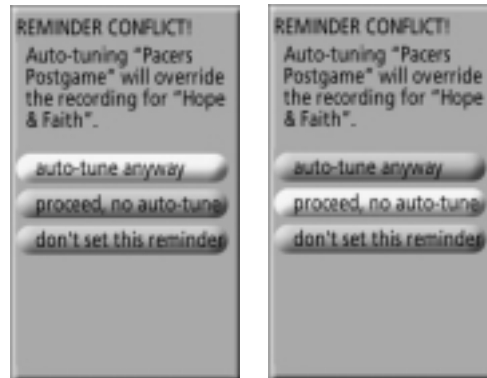 REMINDER CONFLICT!
Auto-tuning "Pacers
Postgame" will override
the recording for "Hope
& Faith".
auto-tune anyway
proceed, no auto-tune
don't set this reminder
REMINDER CONFLICT!
Auto-tuning "Pacers
Postgame" will override
the recording for "Hope
& Faith".
auto-tune anyway
proceed, no auto-tune
don't set this reminder